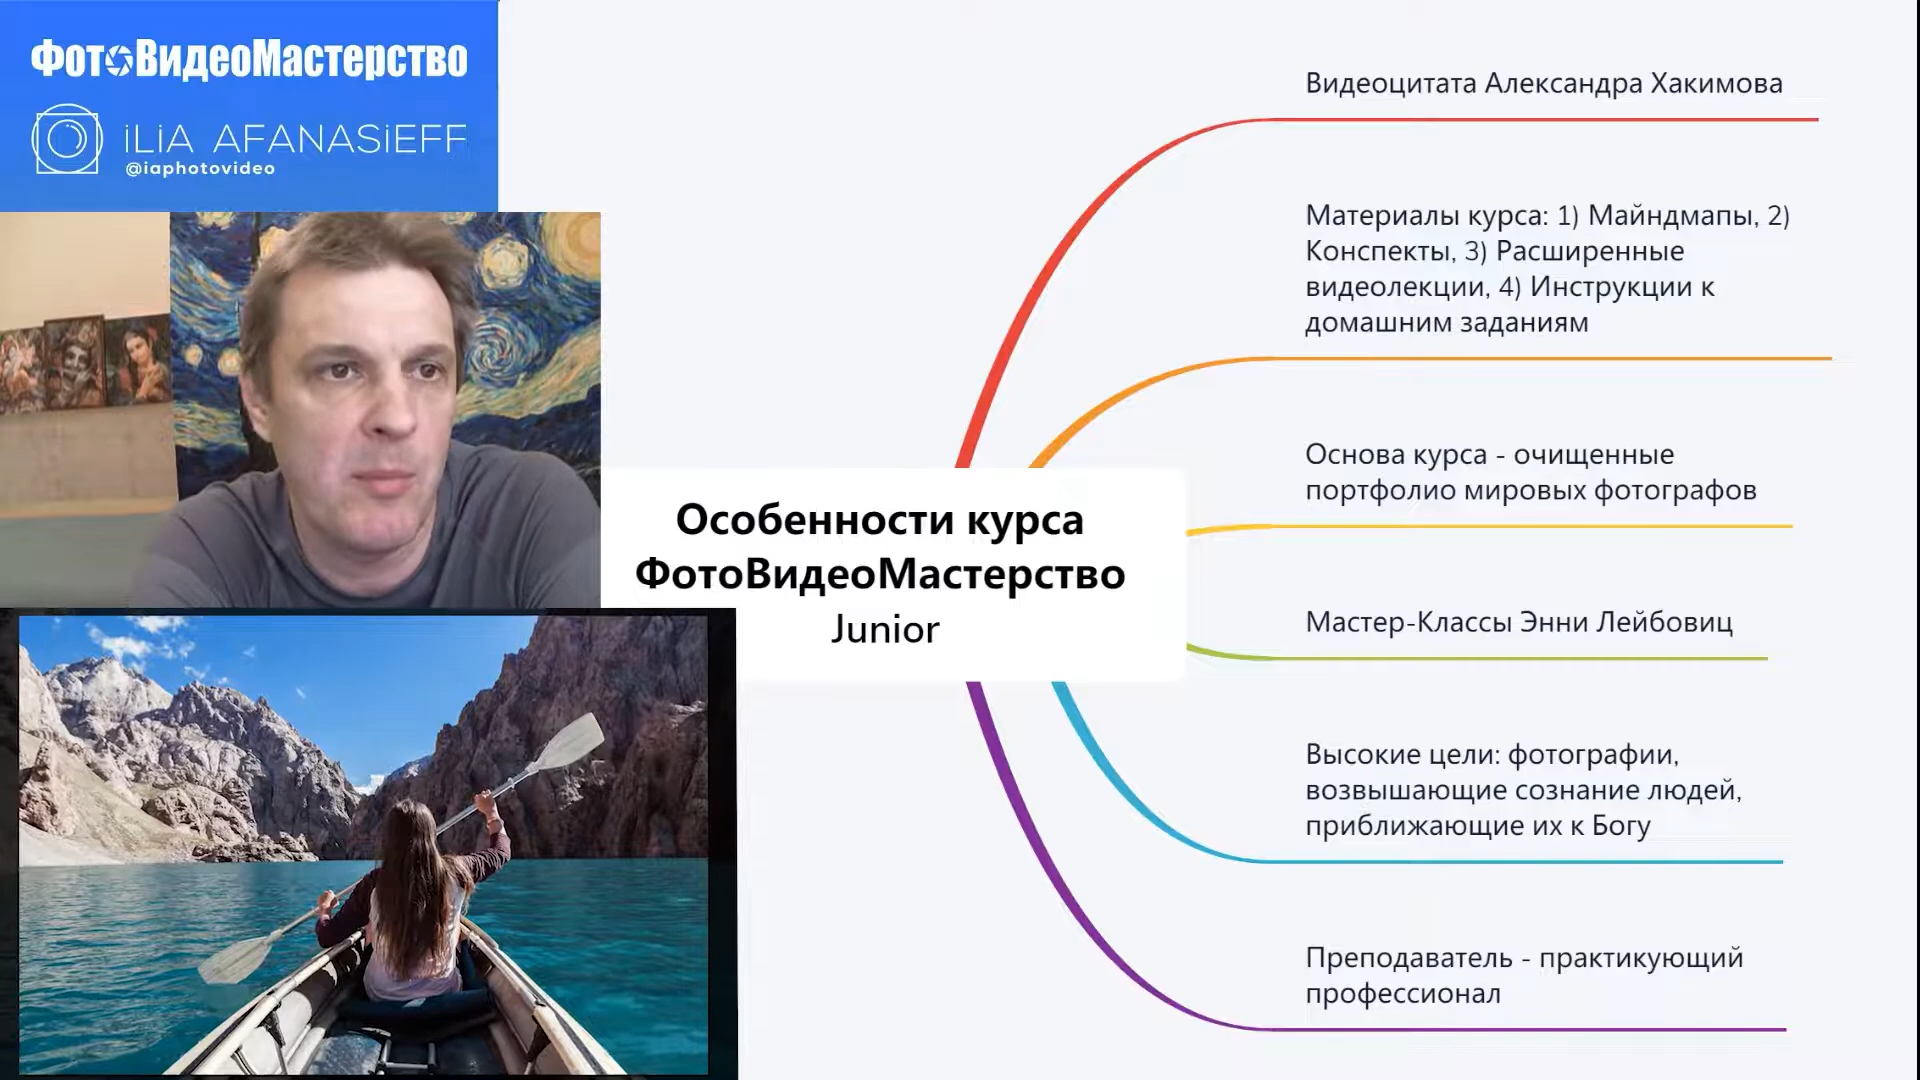 ФотоВидеоМастерство
iLiA AFANASiEFF
@iaphotovideo
Особенности курса
ФотоВидеоМастерство
Junior
Видеоцитата Александра Хакимова
Материалы курса: 1) Майндмапы, 2)
Конспекты, 3) Расширенные
видеолекции, 4) Инструкции к
домашним заданиям
Основа курса - очищенные
портфолио мировых фотографов
Мастер-Классы Энни Лейбовиц
Высокие цели: фотографии,
возвышающие сознание людей,
приближающие их к Богу
Преподаватель - практикующий
профессионал